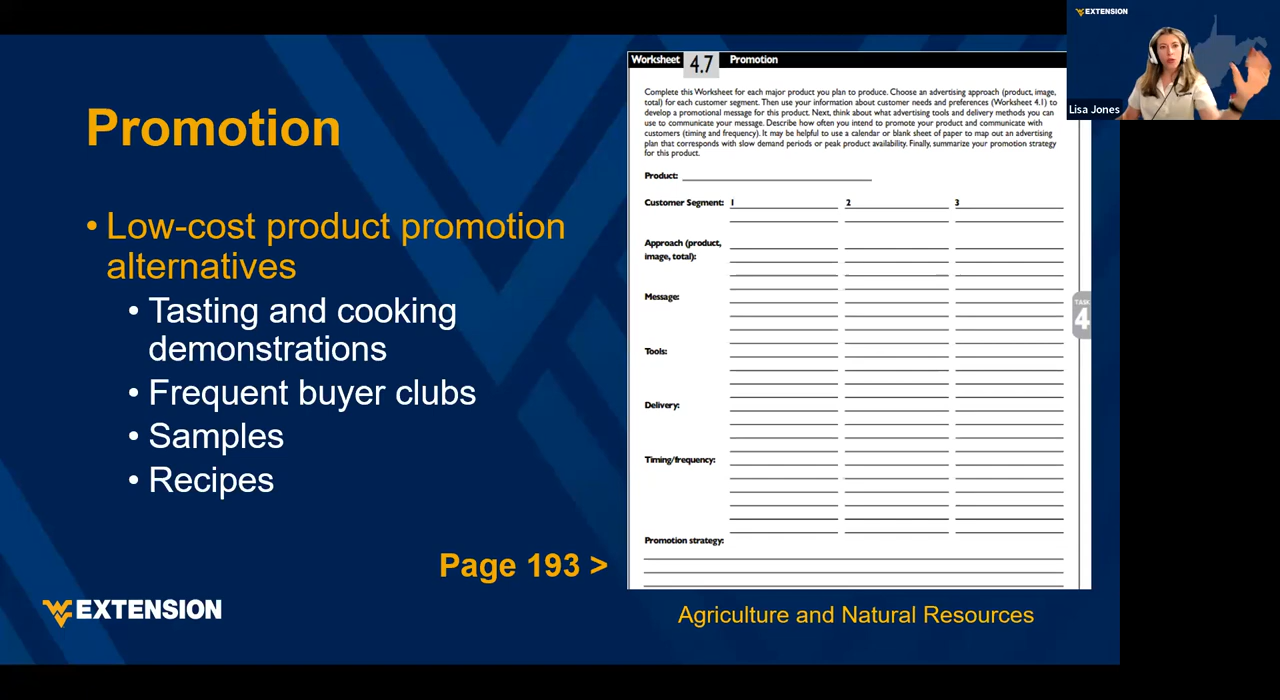 Promotion
• Low-cost product promotion
alternatives
• Tasting and cooking
demonstrations
• Frequent buyer clubs
• Samples
• Recipes
Page 193 >
EXTENSION
Worksheet 4.7 Promotion
Complete this Worksheet for each major product you plan to produce. Choose an advertising approach (product, image,
total) for each customer segment. Then use your information about customer needs and preferences (Worksheet 4.1) to
develop a promotional message for this product. Next, think about what advertising tools and delivery methods you can
use to communicate your message. Describe how often you intend to promote your product and communicate with
customers (timing and frequency). It may be helpful to use a calendar or blank sheet of paper to map out an advertising
plan that corresponds with slow demand periods or peak product availability. Finally, summarize your promotion strategy
for this product.
Product:
Customer Segment: 1 2 3
Approach (product,
image, total):
Message:
Tools:
Delivery:
Timing/frequency:
Promotion strategy:
TASK
4
Agriculture and Natural Resources
EXTENSION
Lisa Jones